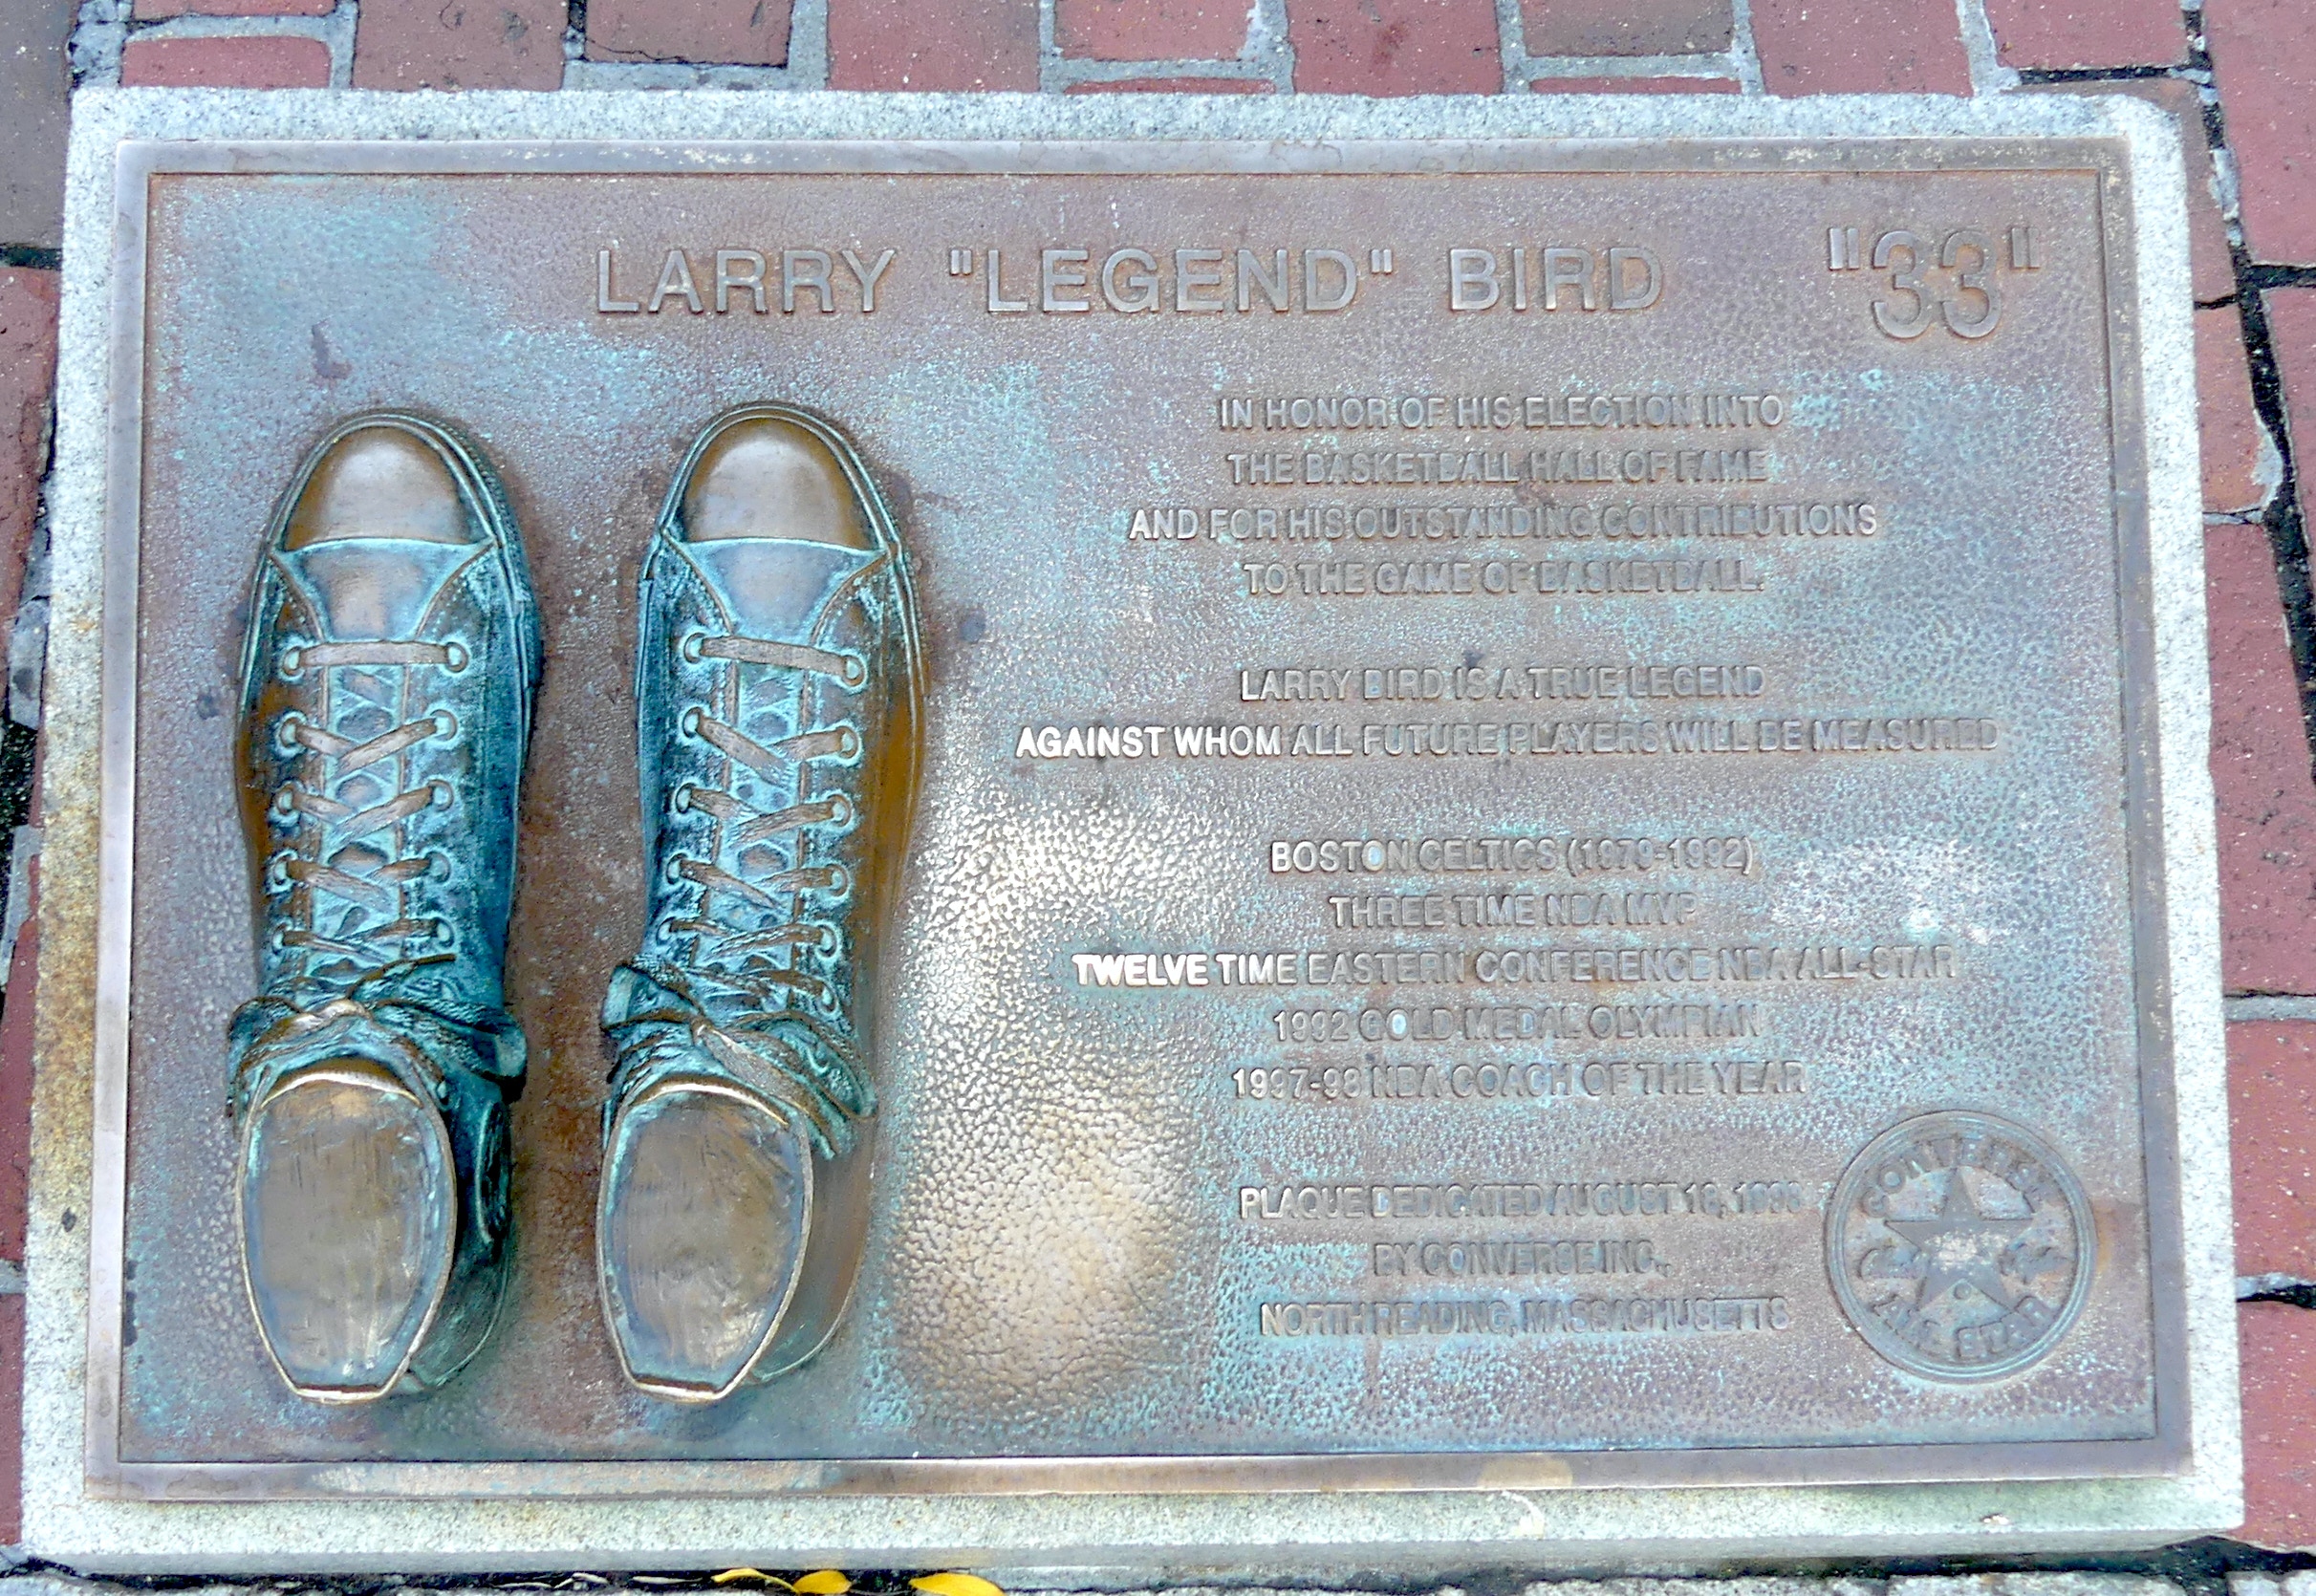 LARRY "LEGEND" BIRD "33"
IN HONOR OF HIS ELECTION INTO
THE BASKETBALL HALL OF FAME
AND FOR HIS OUTSTANDING CONTRIBUTIONS
TO THE GAME OF BASKETBALL.
LARRY BIRD IS A TRUE LEGEND
AGAINST WHOM ALL FUTURE PLAYERS WILL BE MEASURED
BOSTON CELTICS (1979-1992)
THREE TIME NBA MVP
TWELVE TIME EASTERN CONFERENCE NBA ALL-STAR
1992 GOLD MEDAL OLYMPIAN
1997-98 NBA COACH OF THE YEAR
PLAQUE DEDICATED AUGUST
BY CONVERSE INC.,
NORTH READING, MASSACHUSETTS
CONVERSE
ALL STAR